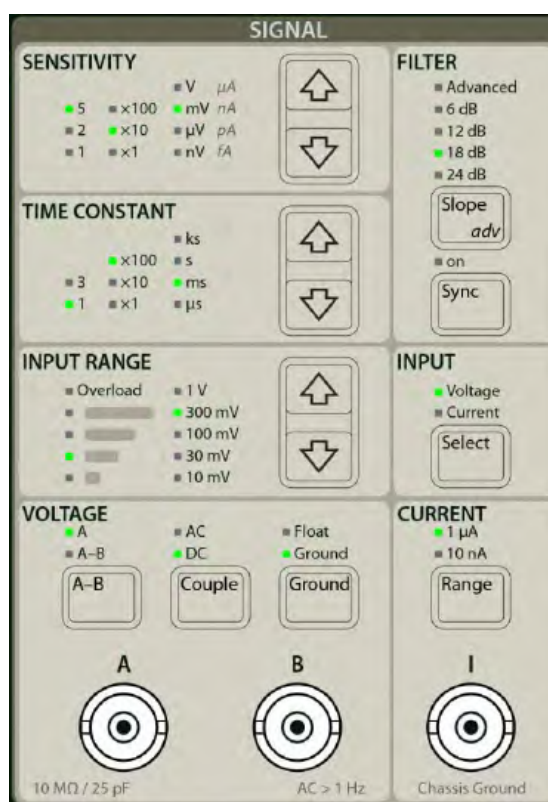 SIGNAL
SENSITIVITY
V µA
5 ×100 mV nA
2 ×10 µV pA
1 ×1 nV fA
FILTER
Advanced
6 dB
12 dB
18 dB
24 dB
Slope
adv
on
Sync
TIME CONSTANT
ks
×100 s
3 ×10 ms
1 ×1 µs
INPUT RANGE
Overload 1 V
300 mV
100 mV
30 mV
10 mV
INPUT
Voltage
Current
Select
VOLTAGE
A AC Float
A–B DC Ground
A–B Couple Ground
A B
10 MΩ / 25 pF AC > 1 Hz
CURRENT
1 µA
10 nA
Range
I
Chassis Ground